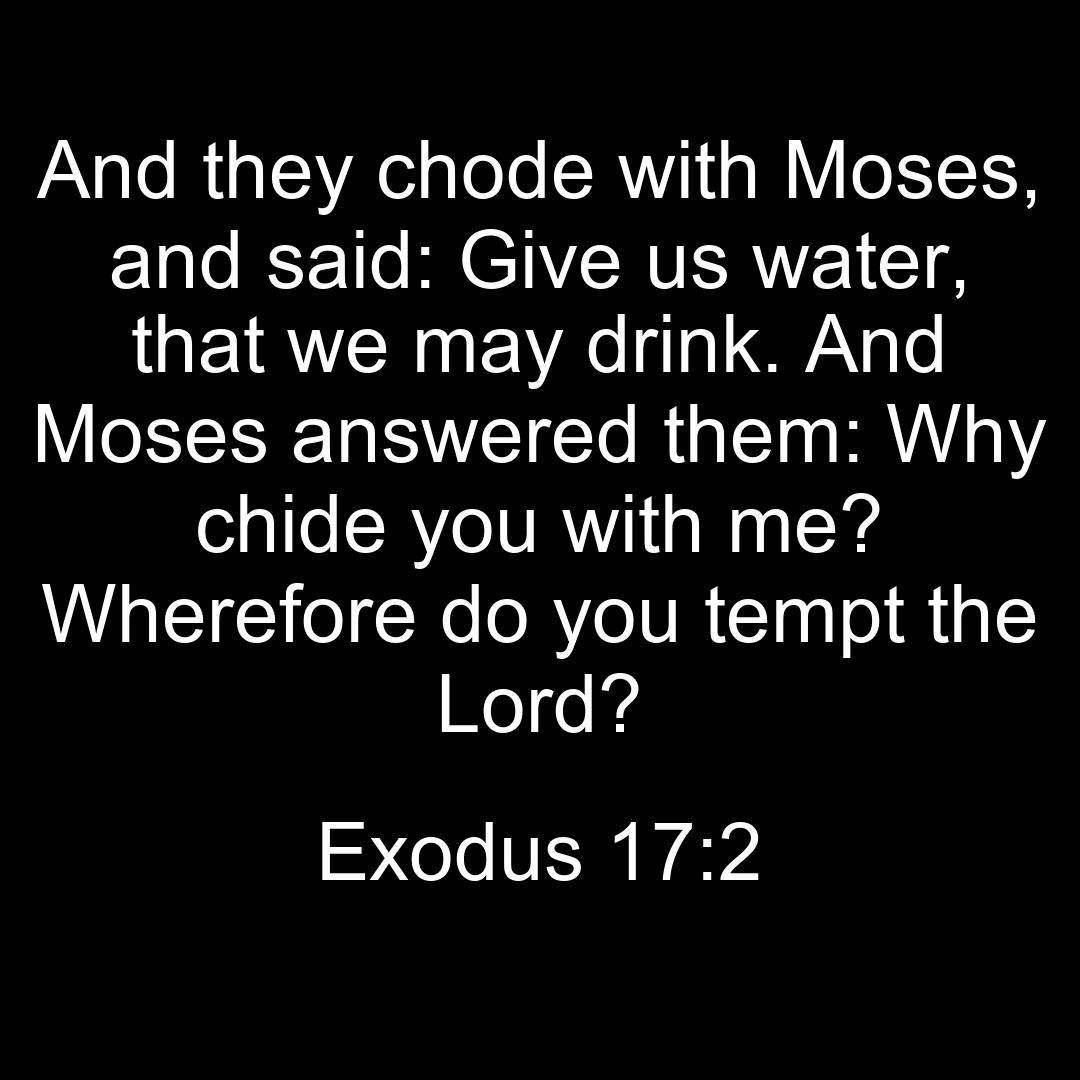 And they chode with Moses,
and said: Give us water,
that we may drink. And
Moses answered them: Why
chide you with me?
Wherefore do you tempt the
Lord?
Exodus 17:2